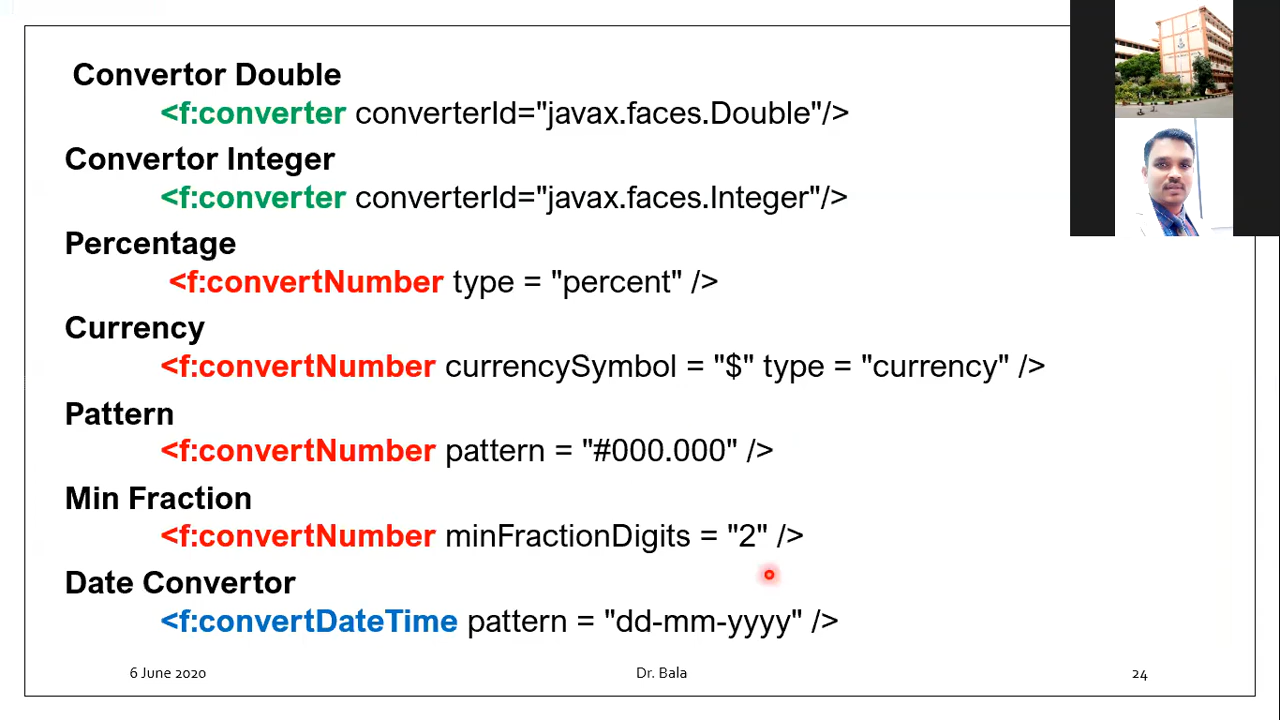 Convertor Double
<f:converter converterId="javax.faces.Double"/>
Convertor Integer
<f:converter converterId="javax.faces.Integer"/>
Percentage
<f:convertNumber type = "percent" />
Currency
<f:convertNumber currencySymbol = "$" type = "currency" />
Pattern
<f:convertNumber pattern = "#000.000" />
Min Fraction
<f:convertNumber minFractionDigits = "2" />
Date Convertor
<f:convertDateTime pattern = "dd-mm-yyyy" />
6 June 2020 Dr. Bala 24